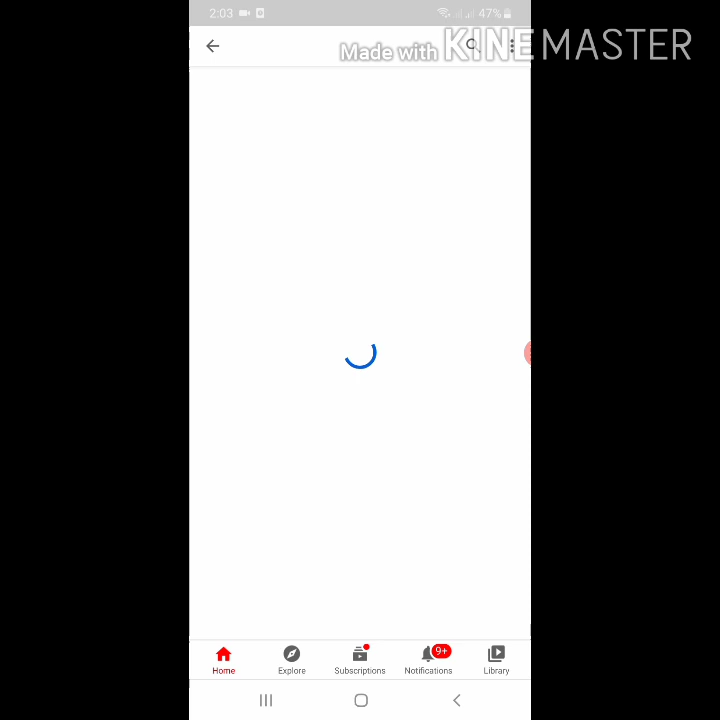 2:03
47%
Made with KINEMASTER
9+
Home
Explore
Subscriptions
Notifications
Library